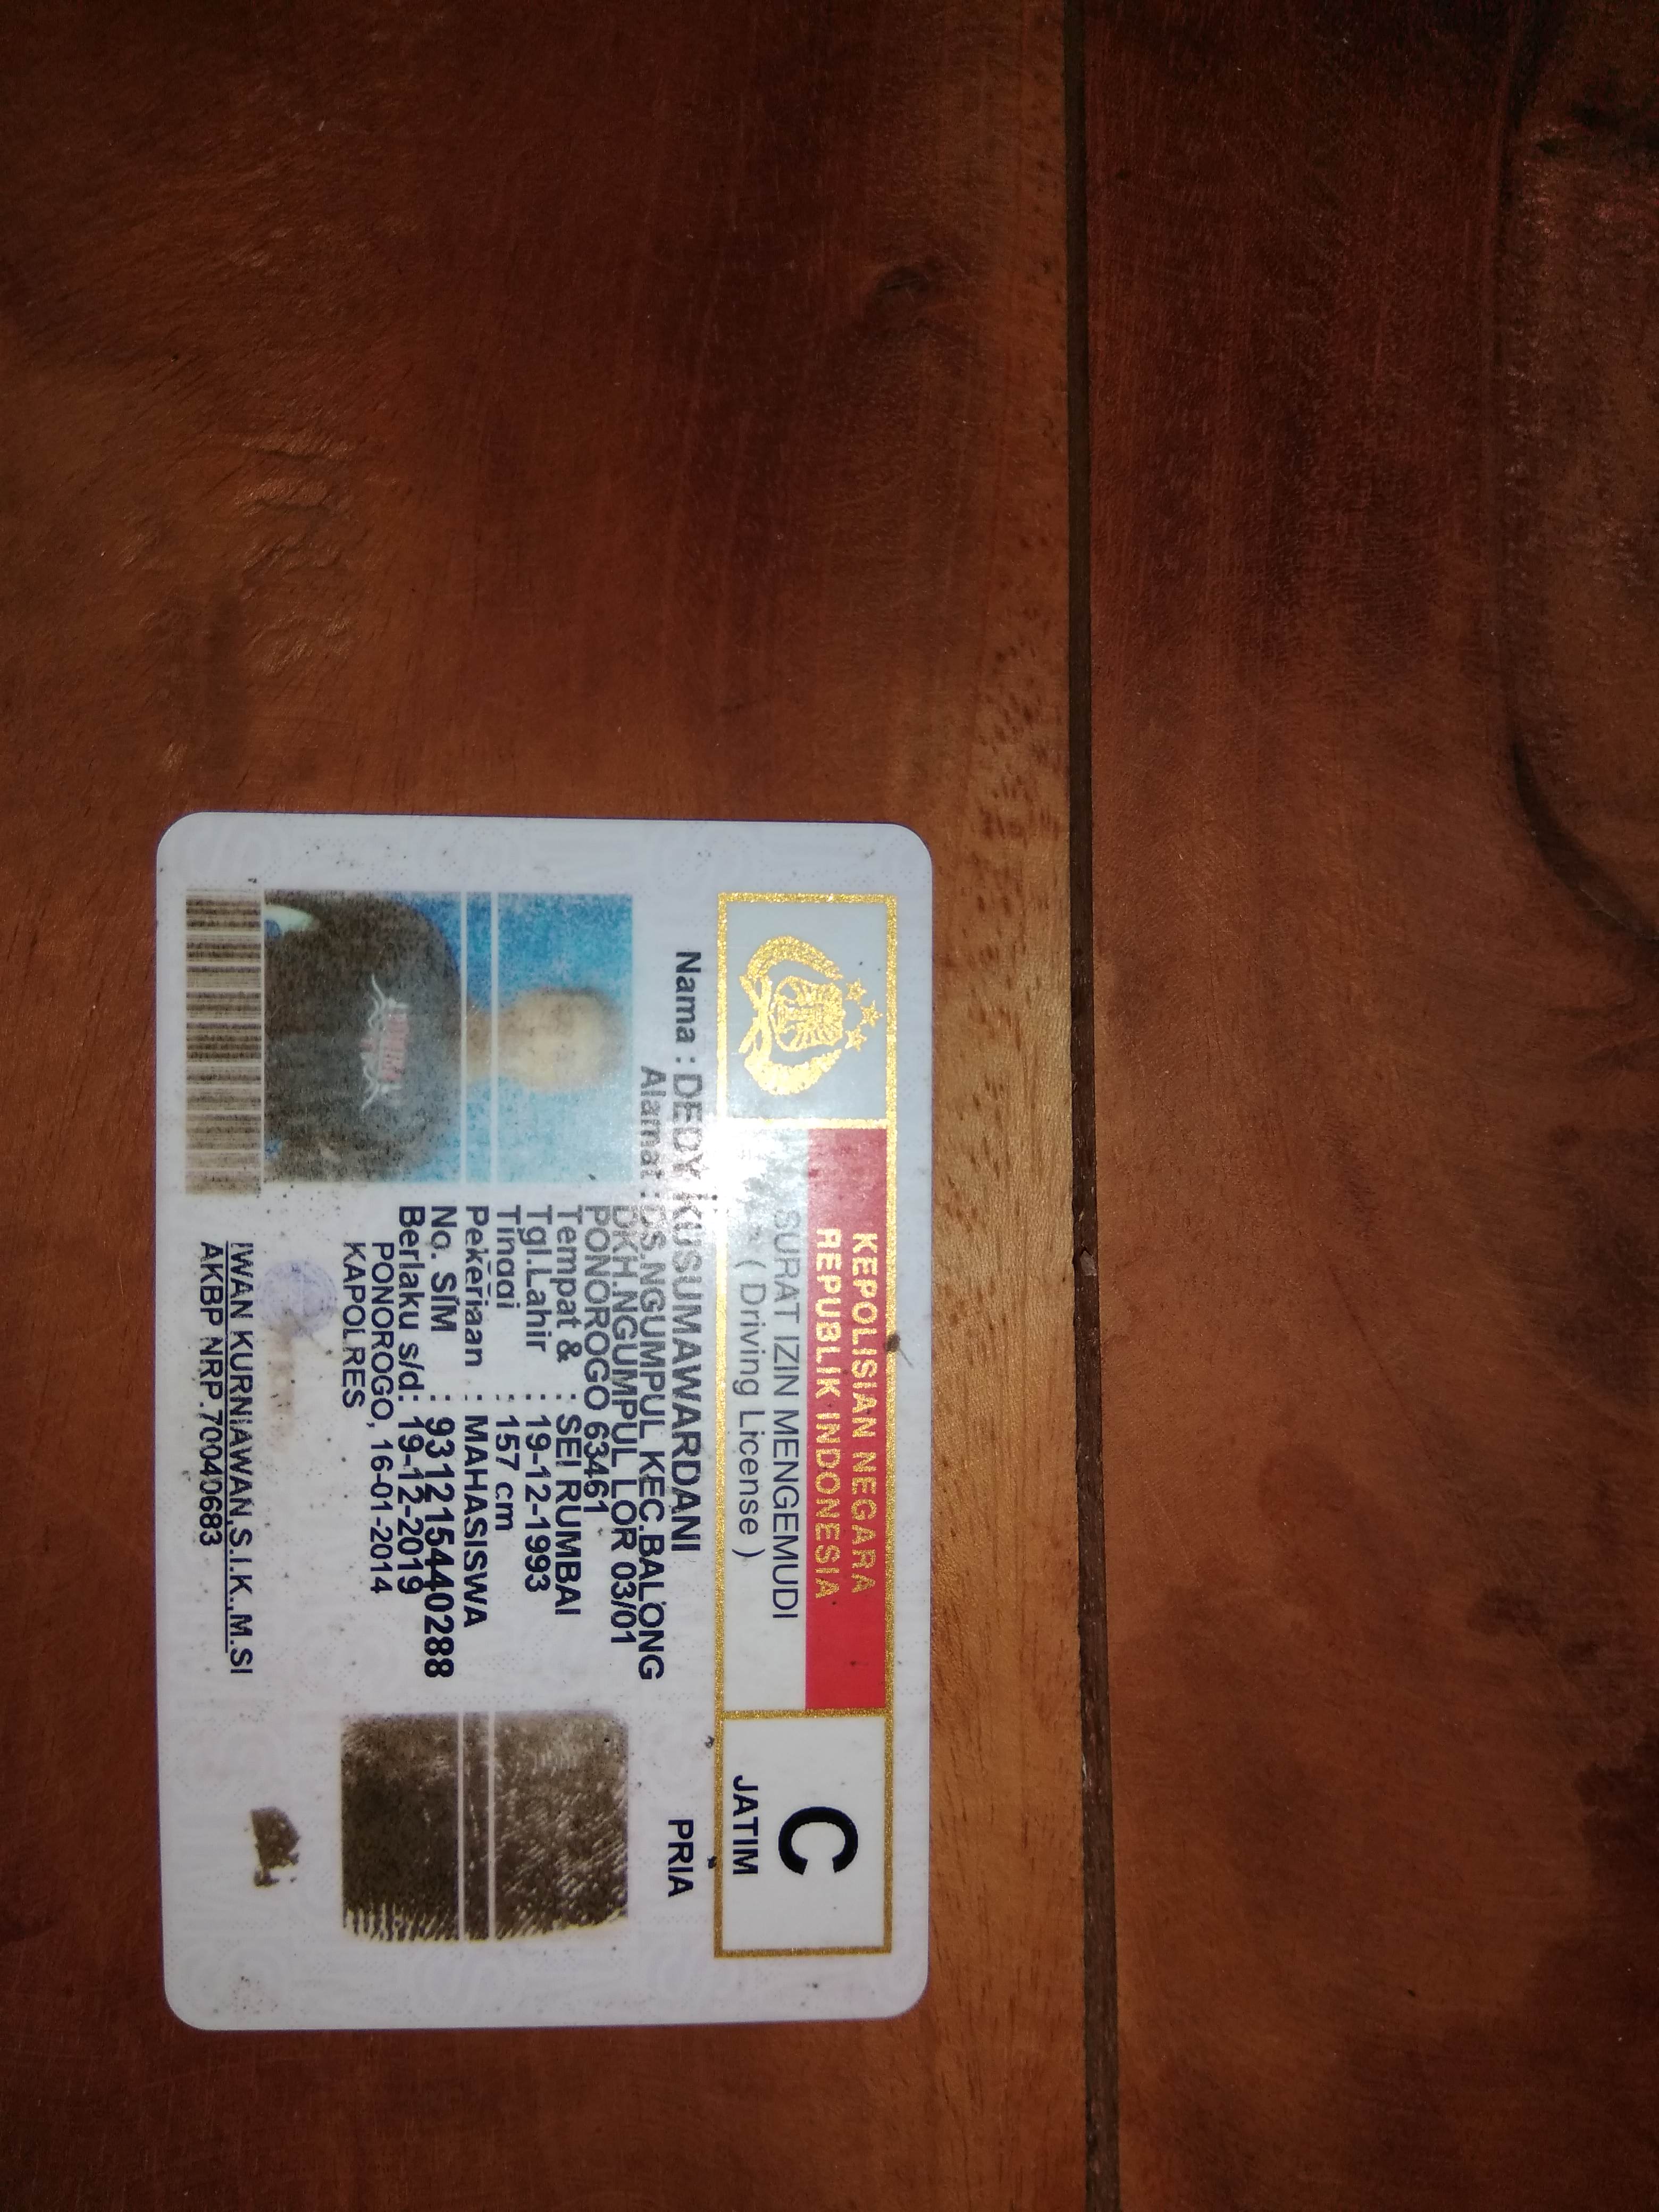 KEPOLISIAN NEGARA
REPUBLIK INDONESIA
SURAT IZIN MENGEMUDI
( Driving License )
C
JATIM
Nama : DEDY KUSUMAWARDANI
PRIA
Alamat : DS.NGUMPUL KEC.BALONG
DKH.NGUMPUL LOR 03/01
PONOROGO 63461
Tempat & : SEI RUMBAI
Tgl.Lahir : 19-12-1993
Tinggi : 157 cm
Pekerjaan : MAHASISWA
No. SIM : 931215440288
Berlaku s/d: 19-12-2019
PONOROGO, 16-01-2014
KAPOLRES
IWAN KURNIAWAN,S.I.K.,M.SI
AKBP NRP.70040683